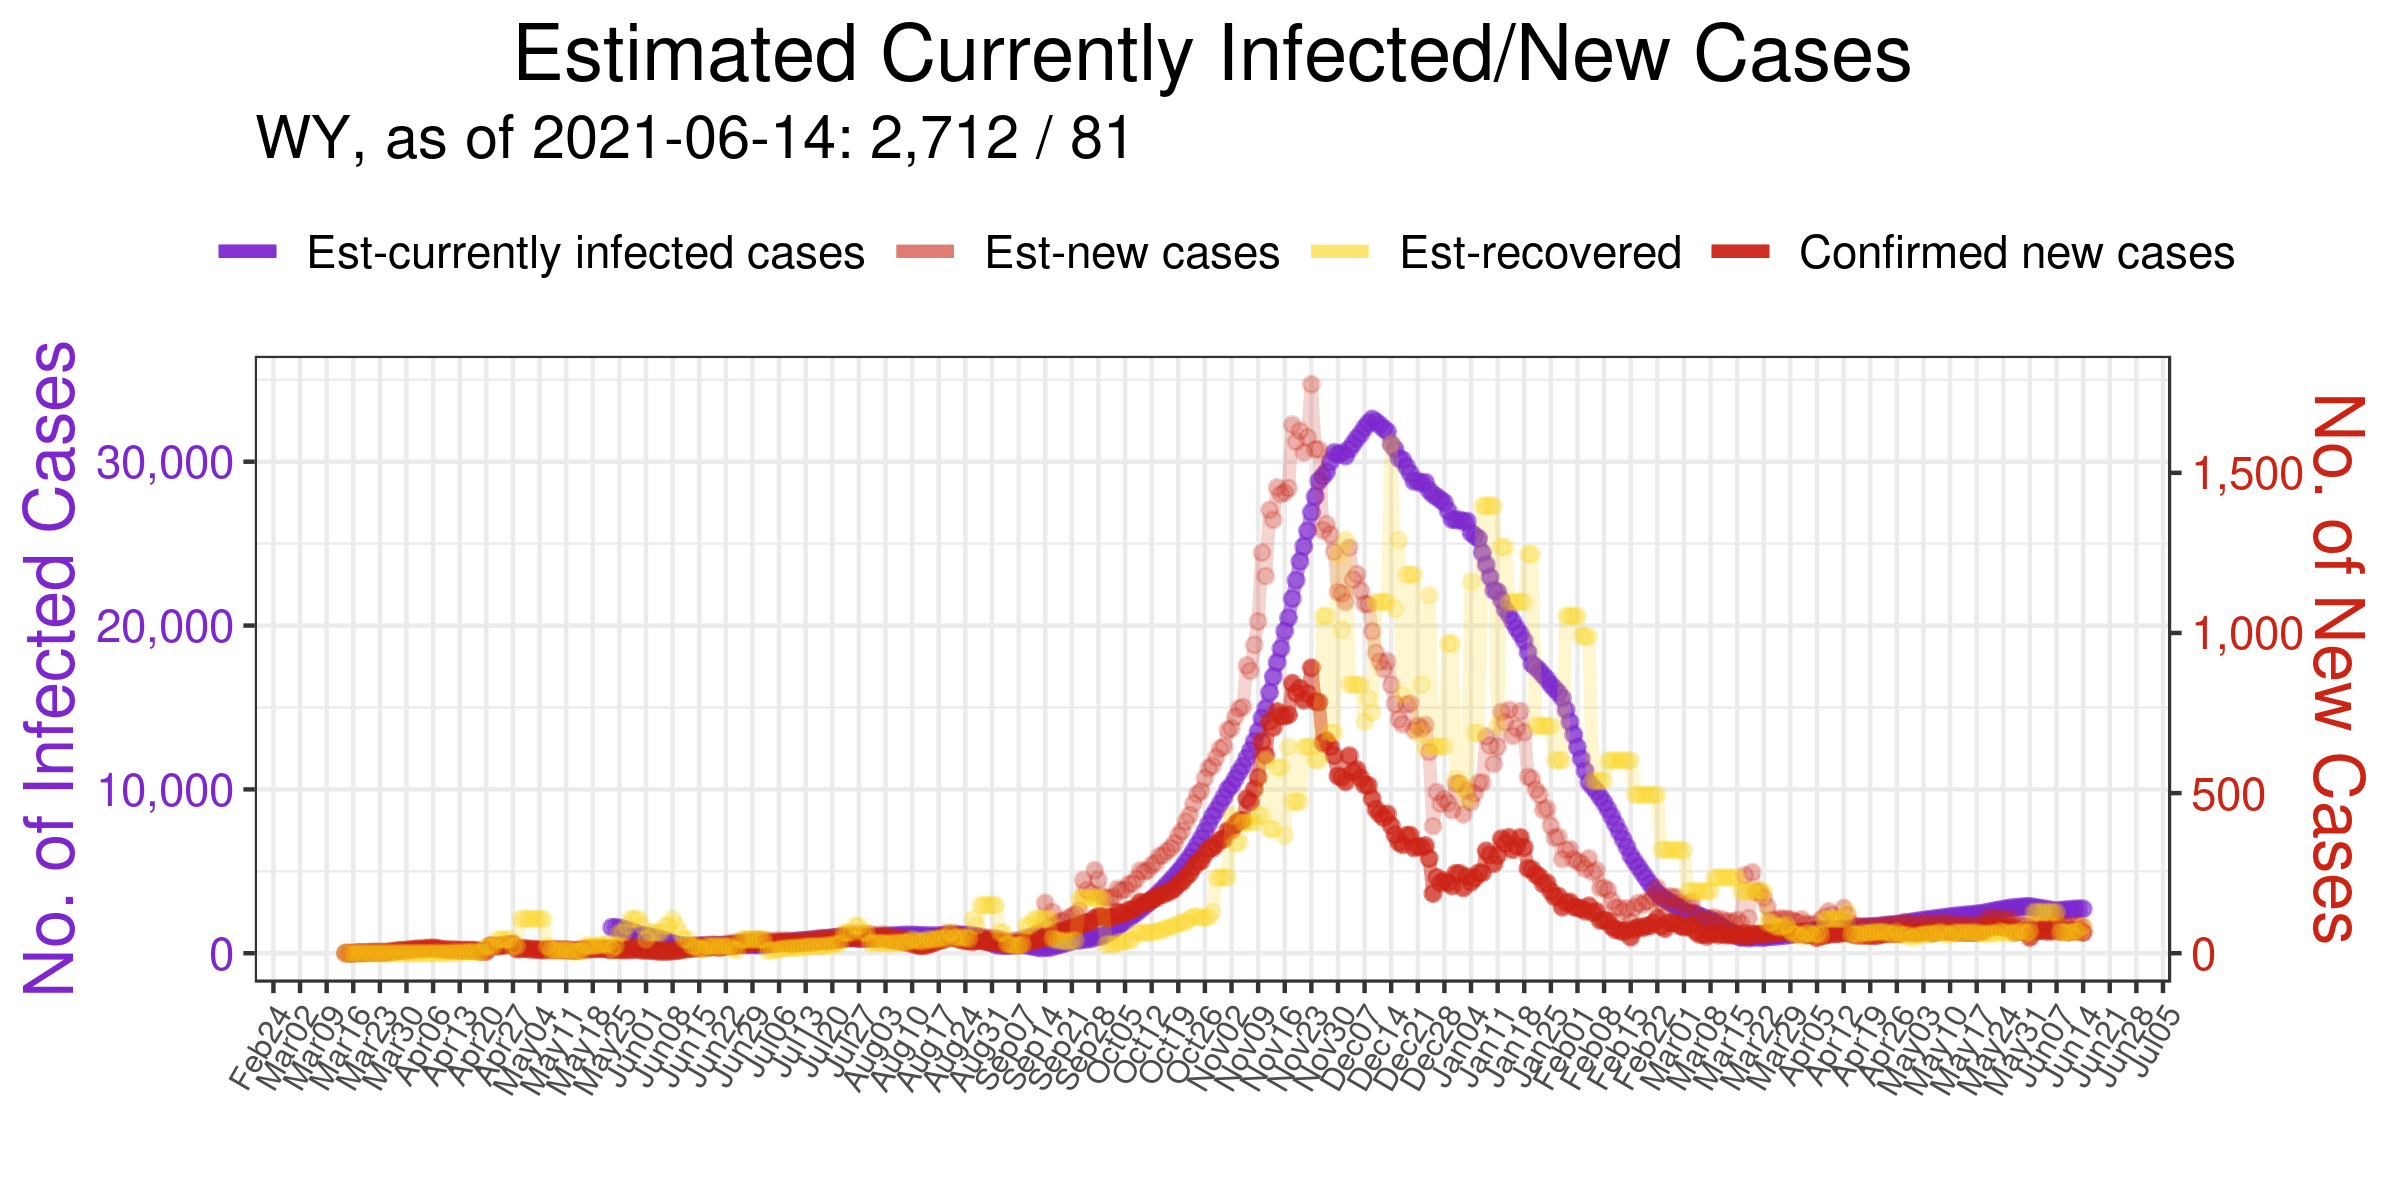 Estimated Currently Infected/New Cases
WY, as of 2021-06-14: 2,712 / 81
Est-currently infected cases
Est-new cases
Est-recovered
Confirmed new cases
No. of Infected Cases
30,000
20,000
10,000
0
1,500
1,000
500
0
No. of New Cases
Feb24
Mar02
Mar09
Mar16
Mar23
Mar30
Apr06
Apr13
Apr20
Apr27
May04
May11
May18
May25
Jun01
Jun08
Jun15
Jun22
Jun29
Jul06
Jul13
Jul20
Jul27
Aug03
Aug10
Aug17
Aug24
Aug31
Sep07
Sep14
Sep21
Sep28
Oct05
Oct12
Oct19
Oct26
Nov02
Nov09
Nov16
Nov23
Nov30
Dec07
Dec14
Dec21
Dec28
Jan04
Jan11
Jan18
Jan25
Feb01
Feb08
Feb15
Feb22
Mar01
Mar08
Mar15
Mar22
Mar29
Apr05
Apr12
Apr19
Apr26
May03
May10
May17
May24
May31
Jun07
Jun14
Jun21
Jun28
Jul05